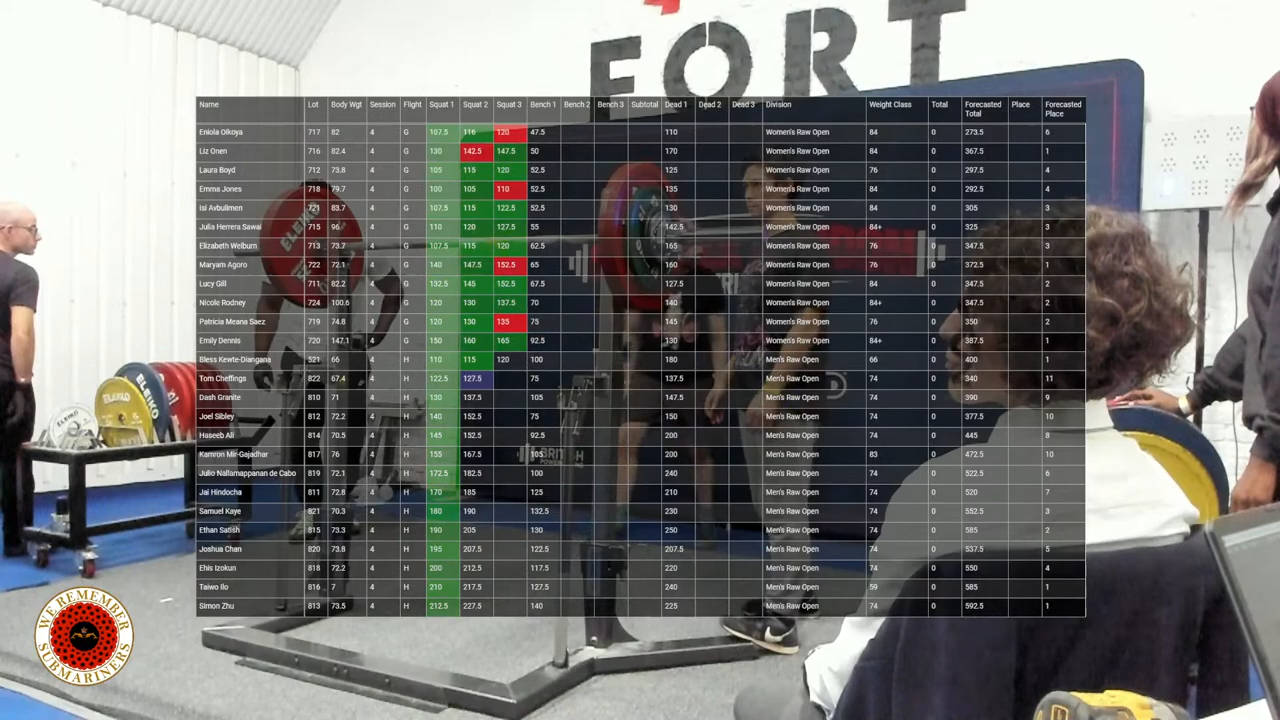 FORT
Name Lot Body Wgt Session Flight Squat 1 Squat 2 Squat 3 Bench 1 Bench 2 Bench 3 Subtotal Dead 1 Dead 2 Dead 3 Division Weight Class Total Forecasted Total Place Forecasted Place
Eniola Oikoya 717 82 4 G 107.5 116 120 47.5 110 Women's Raw Open 84 0 273.5 6
Liz Onen 716 82.4 4 G 130 142.5 147.5 50 170 Women's Raw Open 84 0 367.5 1
Laura Boyd 712 73.8 4 G 105 115 120 52.5 125 Women's Raw Open 76 0 297.5 4
Emma Jones 718 79.7 4 G 100 105 110 52.5 135 Women's Raw Open 84 0 292.5 4
Isi Avbulimen 721 83.7 4 G 107.5 115 122.5 52.5 130 Women's Raw Open 84 0 305 3
Julia Herrera Sawai 715 96 4 G 110 120 127.5 55 142.5 Women's Raw Open 84+ 0 325 3
Elizabeth Welburn 713 73.7 4 G 107.5 115 120 62.5 165 Women's Raw Open 76 0 347.5 3
Maryam Agoro 722 72.1 4 G 140 147.5 152.5 65 160 Women's Raw Open 76 0 372.5 1
Lucy Gill 711 82.2 4 G 132.5 145 152.5 67.5 127.5 Women's Raw Open 84 0 347.5 2
Nicole Rodney 724 100.6 4 G 120 130 137.5 70 140 Women's Raw Open 84+ 0 347.5 2
Patricia Meana Saez 719 74.8 4 G 120 130 135 75 145 Women's Raw Open 76 0 350 2
Emily Dennis 720 147.1 4 G 150 160 165 92.5 130 Women's Raw Open 84+ 0 387.5 1
Bless Kewte-Diangana 521 66 4 H 110 115 120 100 180 Men's Raw Open 66 0 400 1
Tom Cheffings 822 67.4 4 H 122.5 127.5 75 137.5 Men's Raw Open 74 0 340 11
Dash Granite 810 71 4 H 130 137.5 105 147.5 Men's Raw Open 74 0 390 9
Joel Sibley 812 72.2 4 H 140 152.5 75 150 Men's Raw Open 74 0 377.5 10
Haseeb Ali 814 70.5 4 H 145 152.5 92.5 200 Men's Raw Open 74 0 445 8
Kamron Mir-Gajadhar 817 76 4 H 155 167.5 105 200 Men's Raw Open 83 0 472.5 10
Julio Nallamappanan de Cabo 819 72.1 4 H 172.5 182.5 100 240 Men's Raw Open 74 0 522.5 6
Jai Hindocha 811 72.8 4 H 170 185 125 210 Men's Raw Open 74 0 520 7
Samuel Kaye 821 70.3 4 H 180 190 132.5 230 Men's Raw Open 74 0 552.5 3
Ethan Satish 815 73.3 4 H 190 205 130 250 Men's Raw Open 74 0 585 2
Joshua Chan 820 73.8 4 H 195 207.5 122.5 207.5 Men's Raw Open 74 0 537.5 5
Ehis Izokun 818 72.2 4 H 200 212.5 117.5 220 Men's Raw Open 74 0 550 4
Taiwo Ilo 816 7 4 H 210 217.5 127.5 240 Men's Raw Open 59 0 585 1
Simon Zhu 813 73.5 4 H 212.5 227.5 140 225 Men's Raw Open 74 0 592.5 1
ELEIKO
ELEIKO
ELEIKO
WE REMEMBER SUBMARINERS